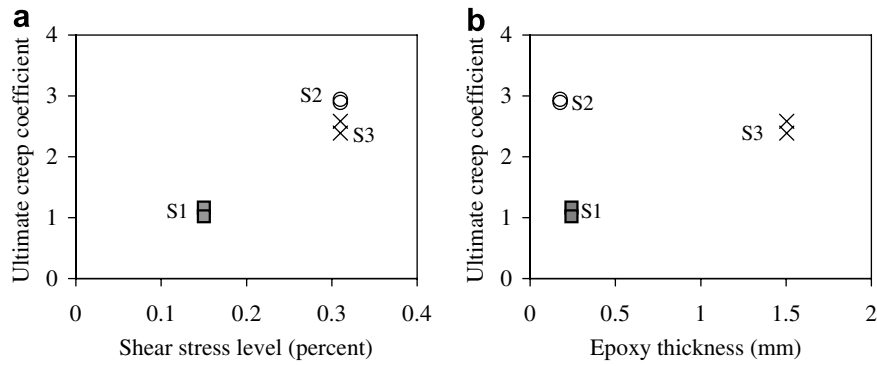 a
Ultimate creep coefficient
4
3
2
1
0
S2
S3
S1
0 0.1 0.2 0.3 0.4
Shear stress level (percent)
b
Ultimate creep coefficient
4
3
2
1
0
S2
S3
S1
0 0.5 1 1.5 2
Epoxy thickness (mm)